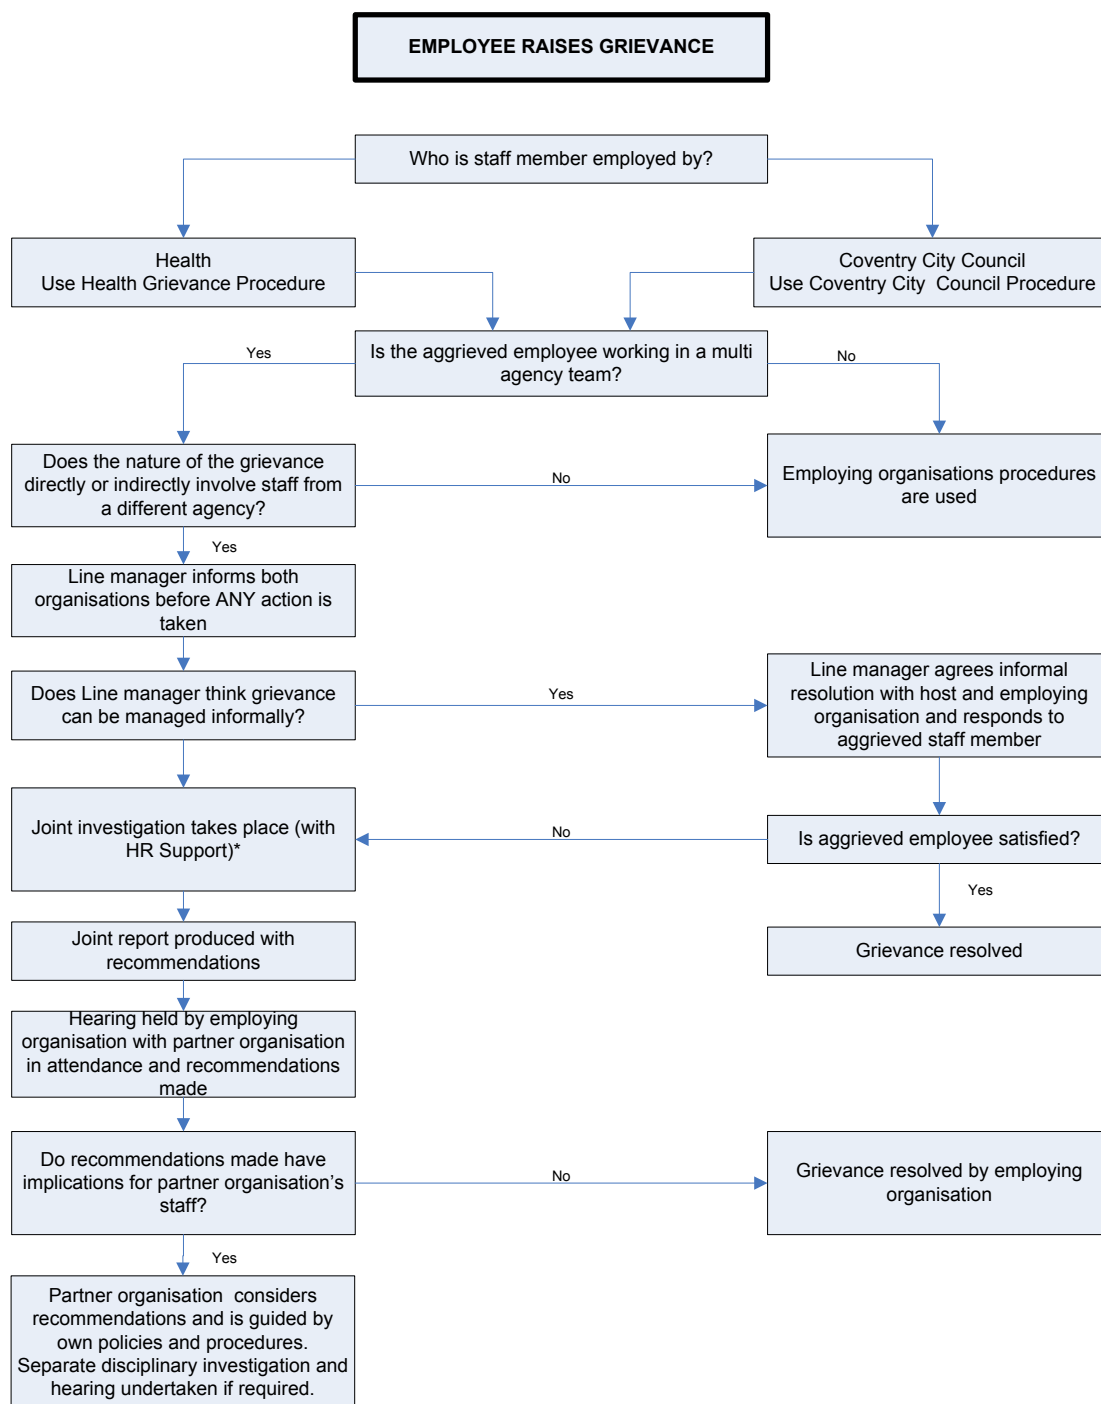 EMPLOYEE RAISES GRIEVANCE
Who is staff member employed by?
Health
Use Health Grievance Procedure
Coventry City Council
Use Coventry City  Council Procedure
Is the aggrieved employee working in a multi
agency team?
Yes
No
Does the nature of the grievance
directly or indirectly involve staff from
a different agency?
No
Employing organisations procedures
are used
Yes
Line manager informs both
organisations before ANY action is
taken
Does Line manager think grievance
can be managed informally?
Yes
Line manager agrees informal
resolution with host and employing
organisation and responds to
aggrieved staff member
Joint investigation takes place (with
HR Support)*
No
Is aggrieved employee satisfied?
Yes
Joint report produced with
recommendations
Grievance resolved
Hearing held by employing
organisation with partner organisation
in attendance and recommendations
made
Do recommendations made have
implications for partner organisation’s
staff?
No
Grievance resolved by employing
organisation
Yes
Partner organisation  considers
recommendations and is guided by
own policies and procedures.
Separate disciplinary investigation and
hearing undertaken if required.